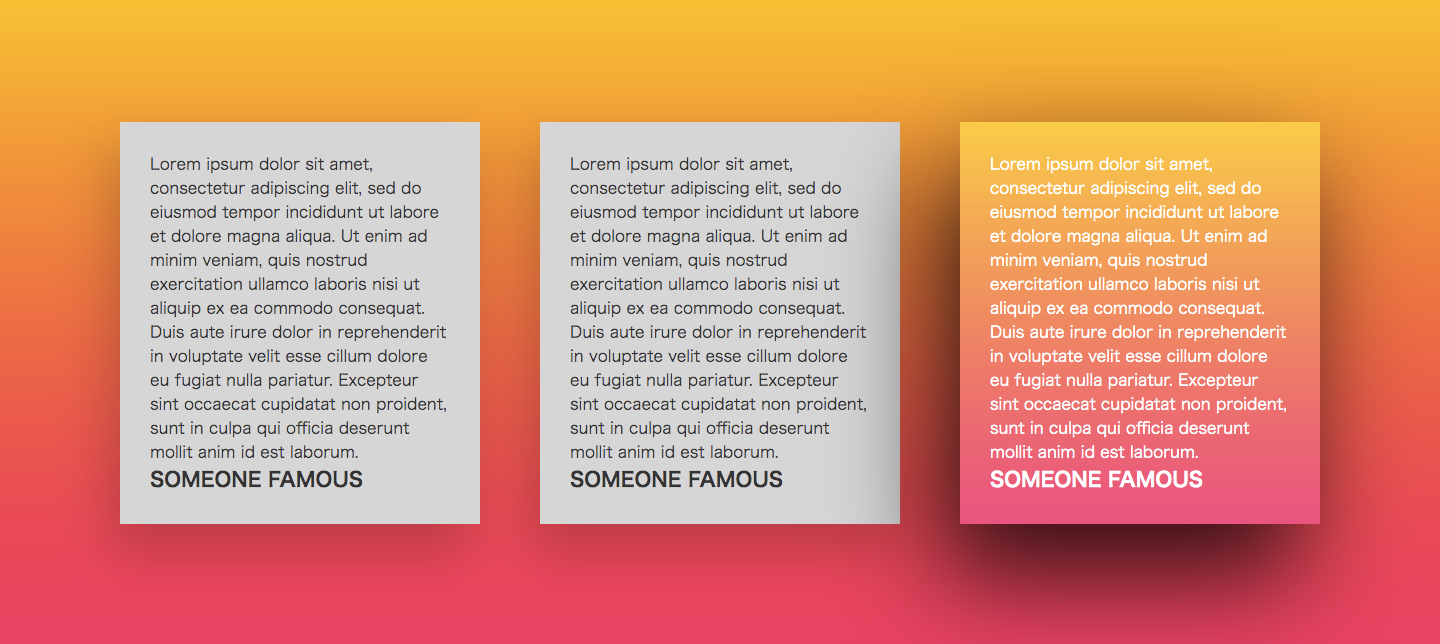 Lorem ipsum dolor sit amet,
consectetur adipiscing elit, sed do
eiusmod tempor incididunt ut labore
et dolore magna aliqua. Ut enim ad
minim veniam, quis nostrud
exercitation ullamco laboris nisi ut
aliquip ex ea commodo consequat.
Duis aute irure dolor in reprehenderit
in voluptate velit esse cillum dolore
eu fugiat nulla pariatur. Excepteur
sint occaecat cupidatat non proident,
sunt in culpa qui officia deserunt
mollit anim id est laborum.
SOMEONE FAMOUS
Lorem ipsum dolor sit amet,
consectetur adipiscing elit, sed do
eiusmod tempor incididunt ut labore
et dolore magna aliqua. Ut enim ad
minim veniam, quis nostrud
exercitation ullamco laboris nisi ut
aliquip ex ea commodo consequat.
Duis aute irure dolor in reprehenderit
in voluptate velit esse cillum dolore
eu fugiat nulla pariatur. Excepteur
sint occaecat cupidatat non proident,
sunt in culpa qui officia deserunt
mollit anim id est laborum.
SOMEONE FAMOUS
Lorem ipsum dolor sit amet,
consectetur adipiscing elit, sed do
eiusmod tempor incididunt ut labore
et dolore magna aliqua. Ut enim ad
minim veniam, quis nostrud
exercitation ullamco laboris nisi ut
aliquip ex ea commodo consequat.
Duis aute irure dolor in reprehenderit
in voluptate velit esse cillum dolore
eu fugiat nulla pariatur. Excepteur
sint occaecat cupidatat non proident,
sunt in culpa qui officia deserunt
mollit anim id est laborum.
SOMEONE FAMOUS